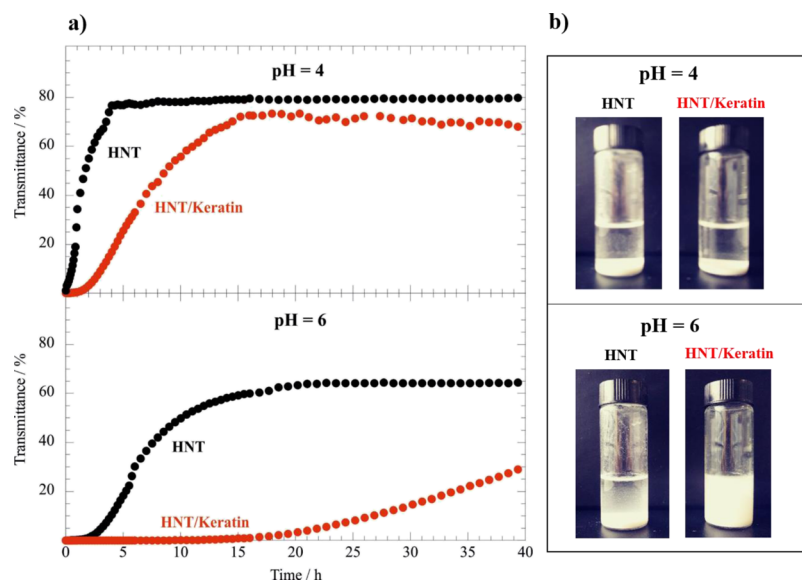 a)
pH = 4
80
60
40
20
Transmittance / %
HNT
HNT/Keratin
pH = 6
80
60
40
20
Transmittance / %
HNT
HNT/Keratin
0 5 10 15 20 25 30 35 40
Time / h
b)
pH = 4
HNT HNT/Keratin
pH = 6
HNT HNT/Keratin